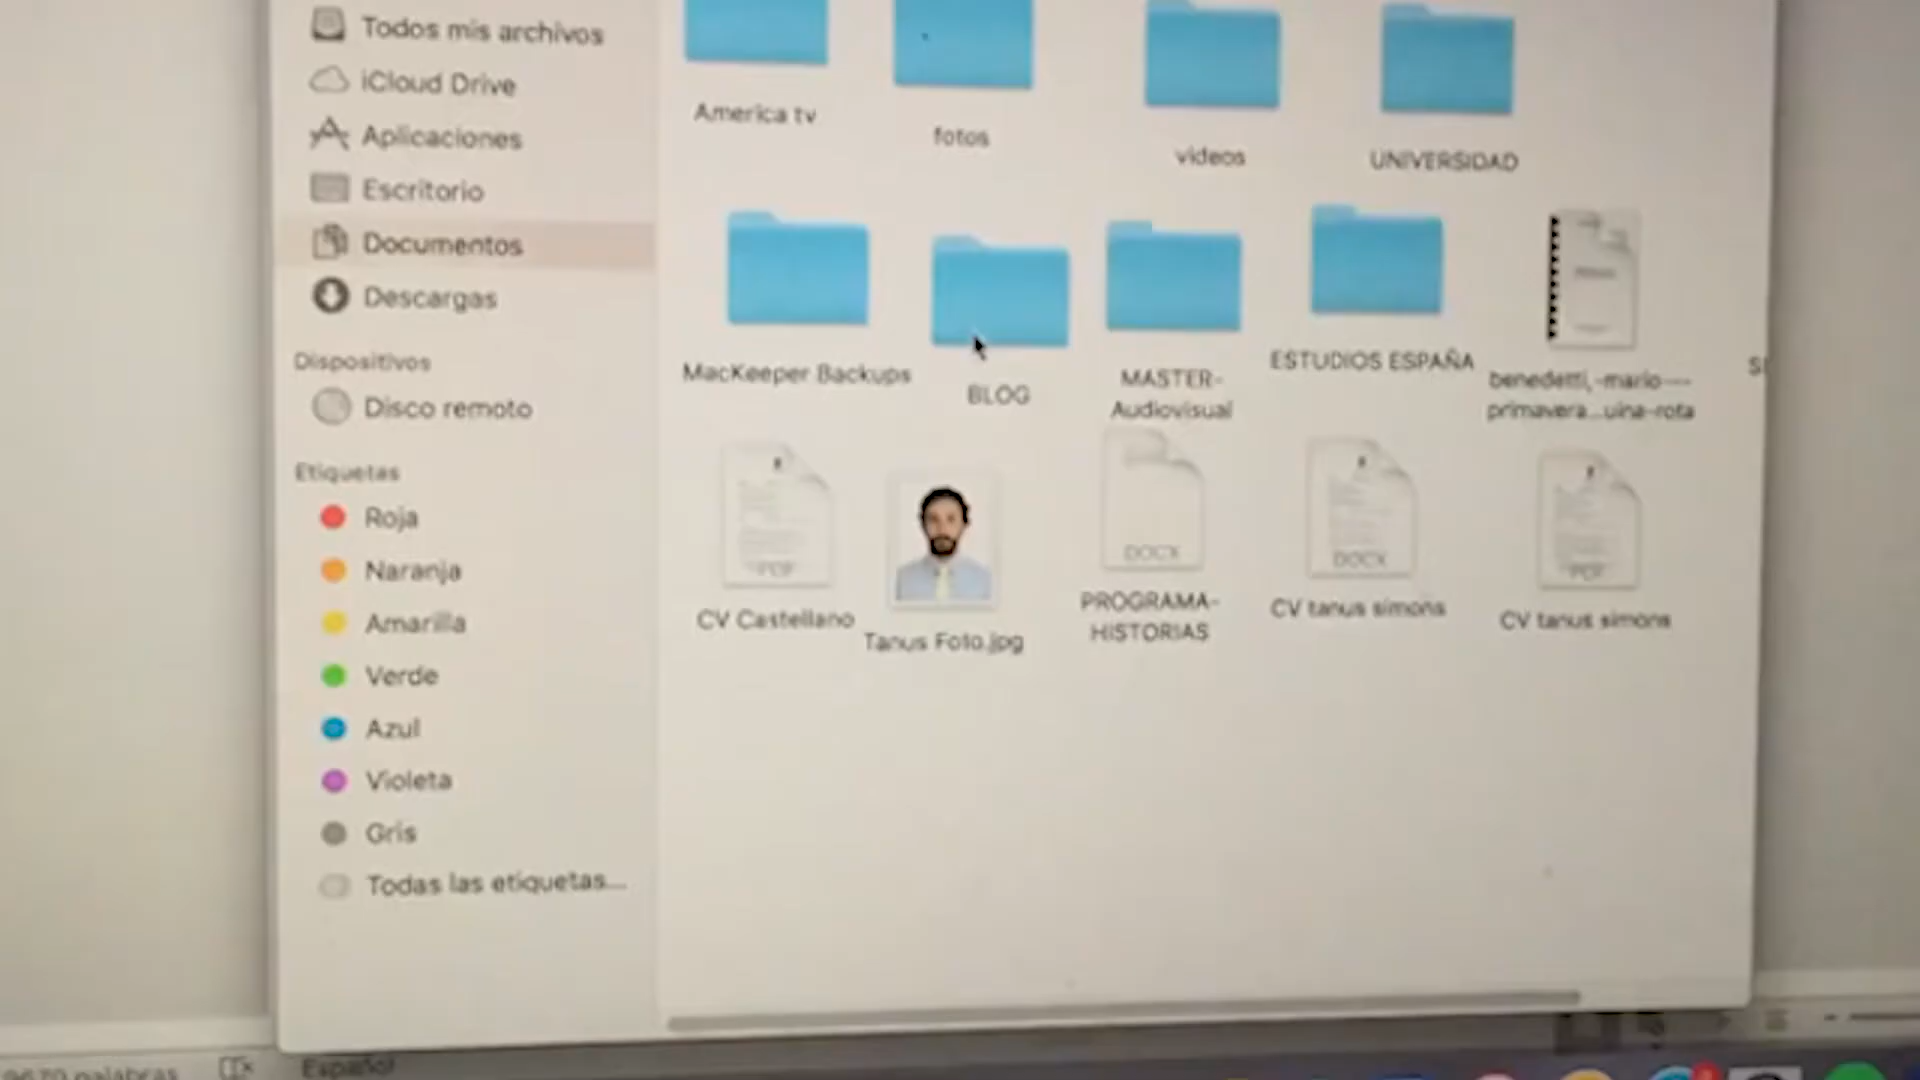 Todos mis archivos
iCloud Drive
Aplicaciones
Escritorio
Documentos
Descargas
Dispositivos
Disco remoto
Etiquetas
Roja
Naranja
Amarilla
Verde
Azul
Violeta
Gris
Todas las etiquetas...
America tv
fotos
videos
UNIVERSIDAD
MacKeeper Backups
BLOG
MASTER-
Audiovisual
ESTUDIOS ESPAÑA
benedetti,-mario---
primavera...uina-rota
PDF
CV Castellano
Tanus Foto.jpg
DOCX
PROGRAMA-
HISTORIAS
DOCX
CV tanus simons
PDF
CV tanus simons
palabras
Español